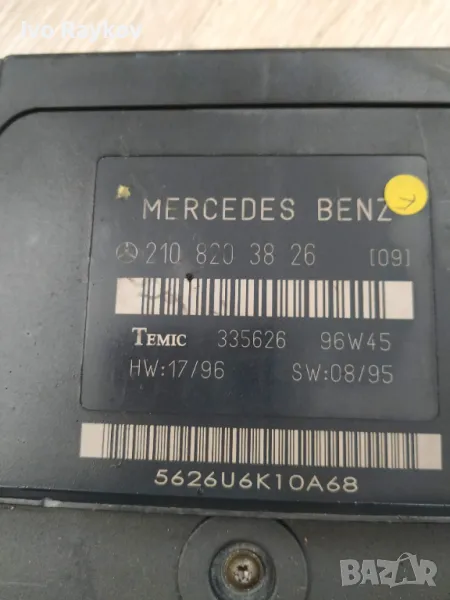 Ivo Raykov
MERCEDES BENZ
210 820 38 26 [09]
TEMIC 335626 96W45
HW:17/96 SW:08/95
5626U6K10A68
BAZAR